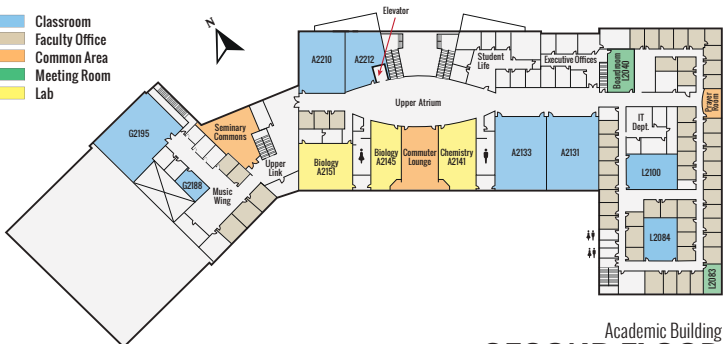 Classroom
Faculty Office
Common Area
Meeting Room
Lab
N
Elevator
A2210
A2212
Student
Life
Executive Offices
Boardroom
L2040
Prayer
Room
Upper Atrium
G2195
Seminary
Commons
IT
Dept.
Biology
A2151
Biology
A2145
Commuter
Lounge
Chemistry
A2141
A2133
A2131
Upper
Link
L2100
G2188
Music
Wing
L2084
L2083
Academic Building
SECOND FLOOR